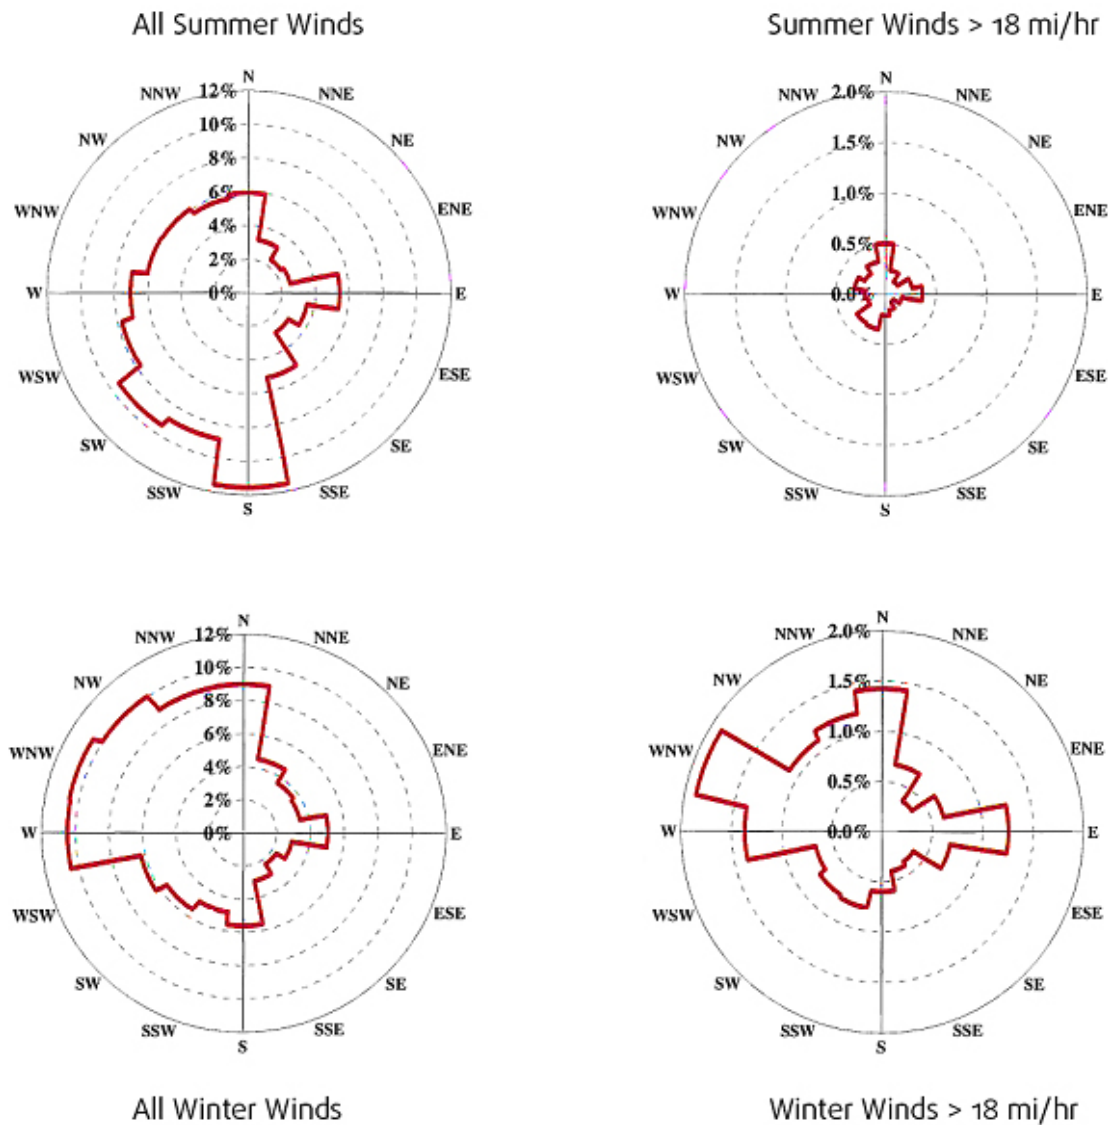 All Summer Winds
N
NNW 12% NNE
NW 10% NE
8%
WNW 6% ENE
4%
2%
W 0% E
WSW ESE
SW SE
SSW SSE
S
Summer Winds > 18 mi/hr
N
NNW 2.0% NNE
NW 1.5% NE
WNW 1.0% ENE
0.5%
W 0.0% E
WSW ESE
SW SE
SSW SSE
S
N
NNW 12% NNE
10%
NW 8% NE
WNW 6% ENE
4%
2%
W 0% E
WSW ESE
SW SE
SSW SSE
S
All Winter Winds
N
NNW 2.0% NNE
NW 1.5% NE
WNW 1.0% ENE
0.5%
W 0.0% E
WSW ESE
SW SE
SSW SSE
S
Winter Winds > 18 mi/hr